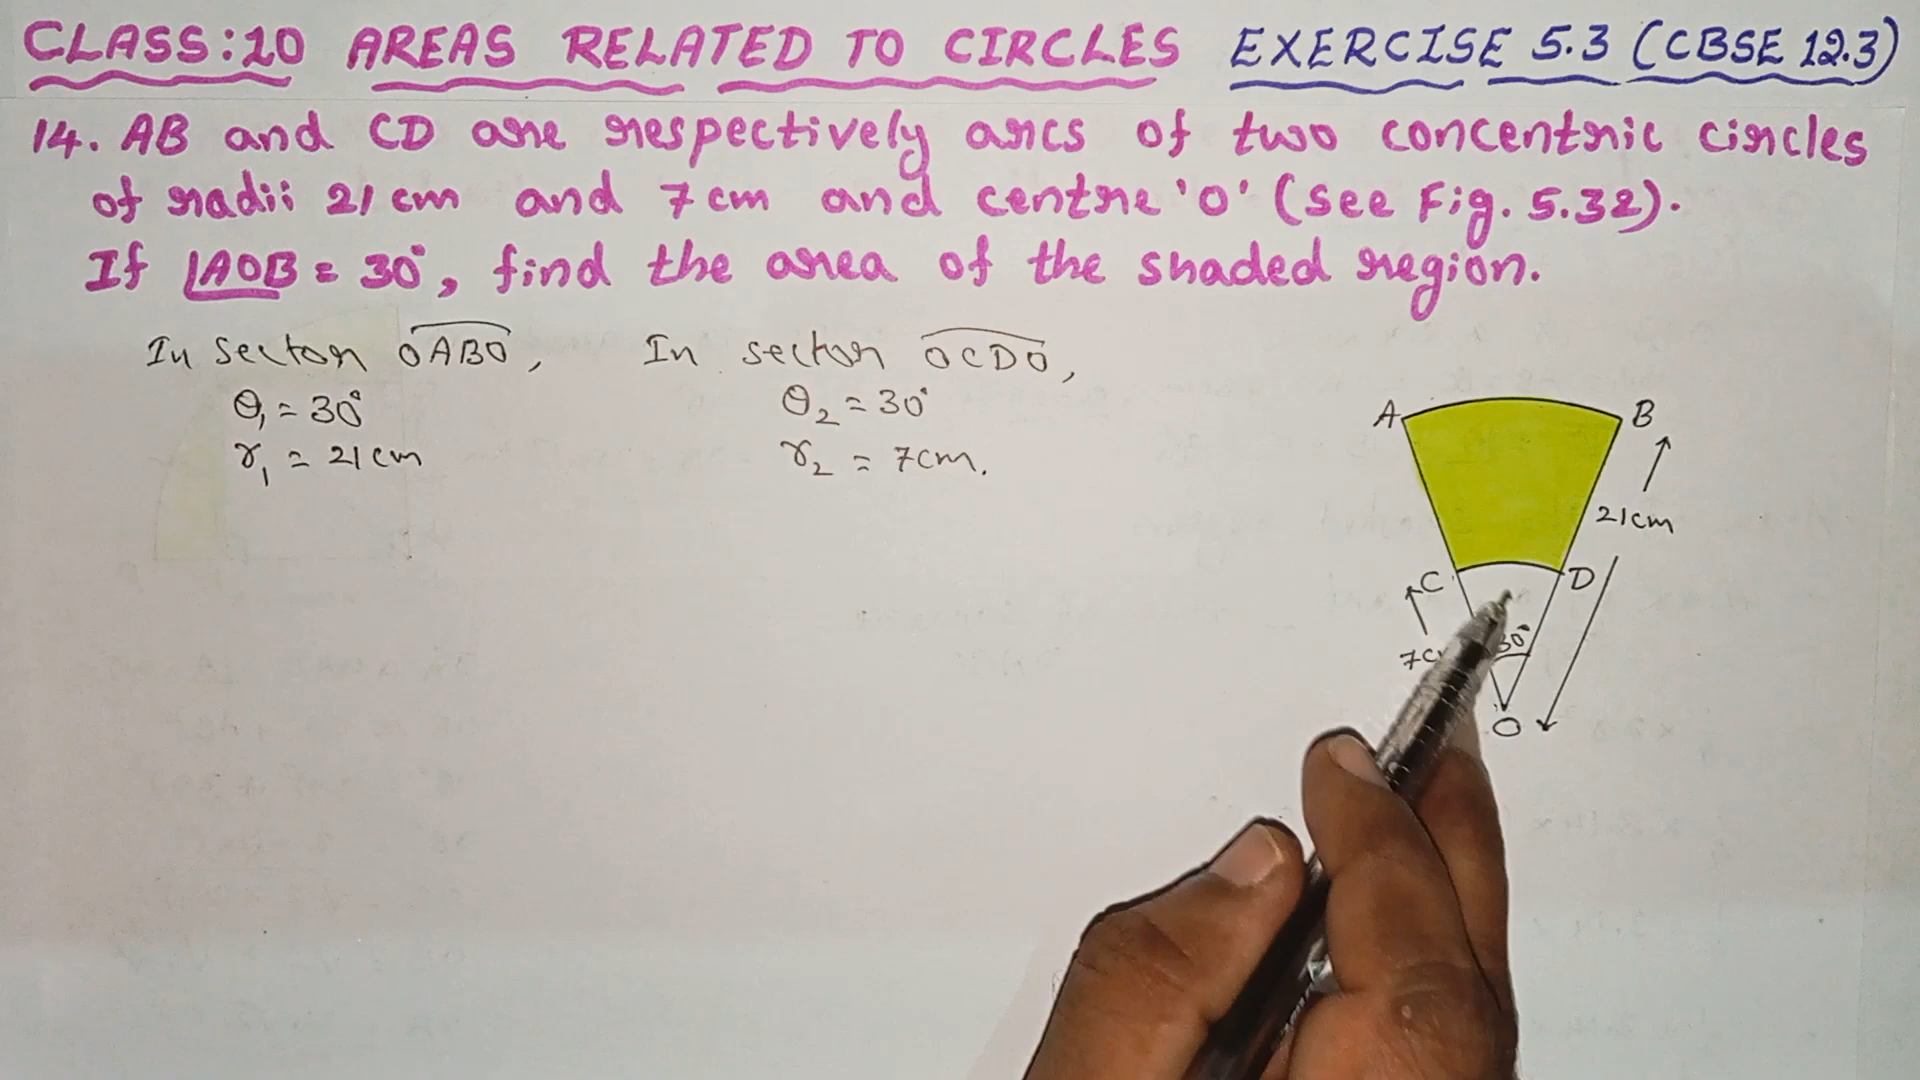 CLASS:10 AREAS RELATED TO CIRCLES EXERCISE 5.3 (CBSE 12.3)
14. AB and CD are respectively arcs of two concentric circles
of radii 21 cm and 7 cm and centre 'O' (see Fig. 5.32).
If ∠AOB = 30°, find the area of the shaded region.
In sector OABO, In sector OCDO,
θ₁ = 30° θ₂ = 30°
r₁ = 21 cm r₂ = 7cm.
A B
21cm
C D
30°
O